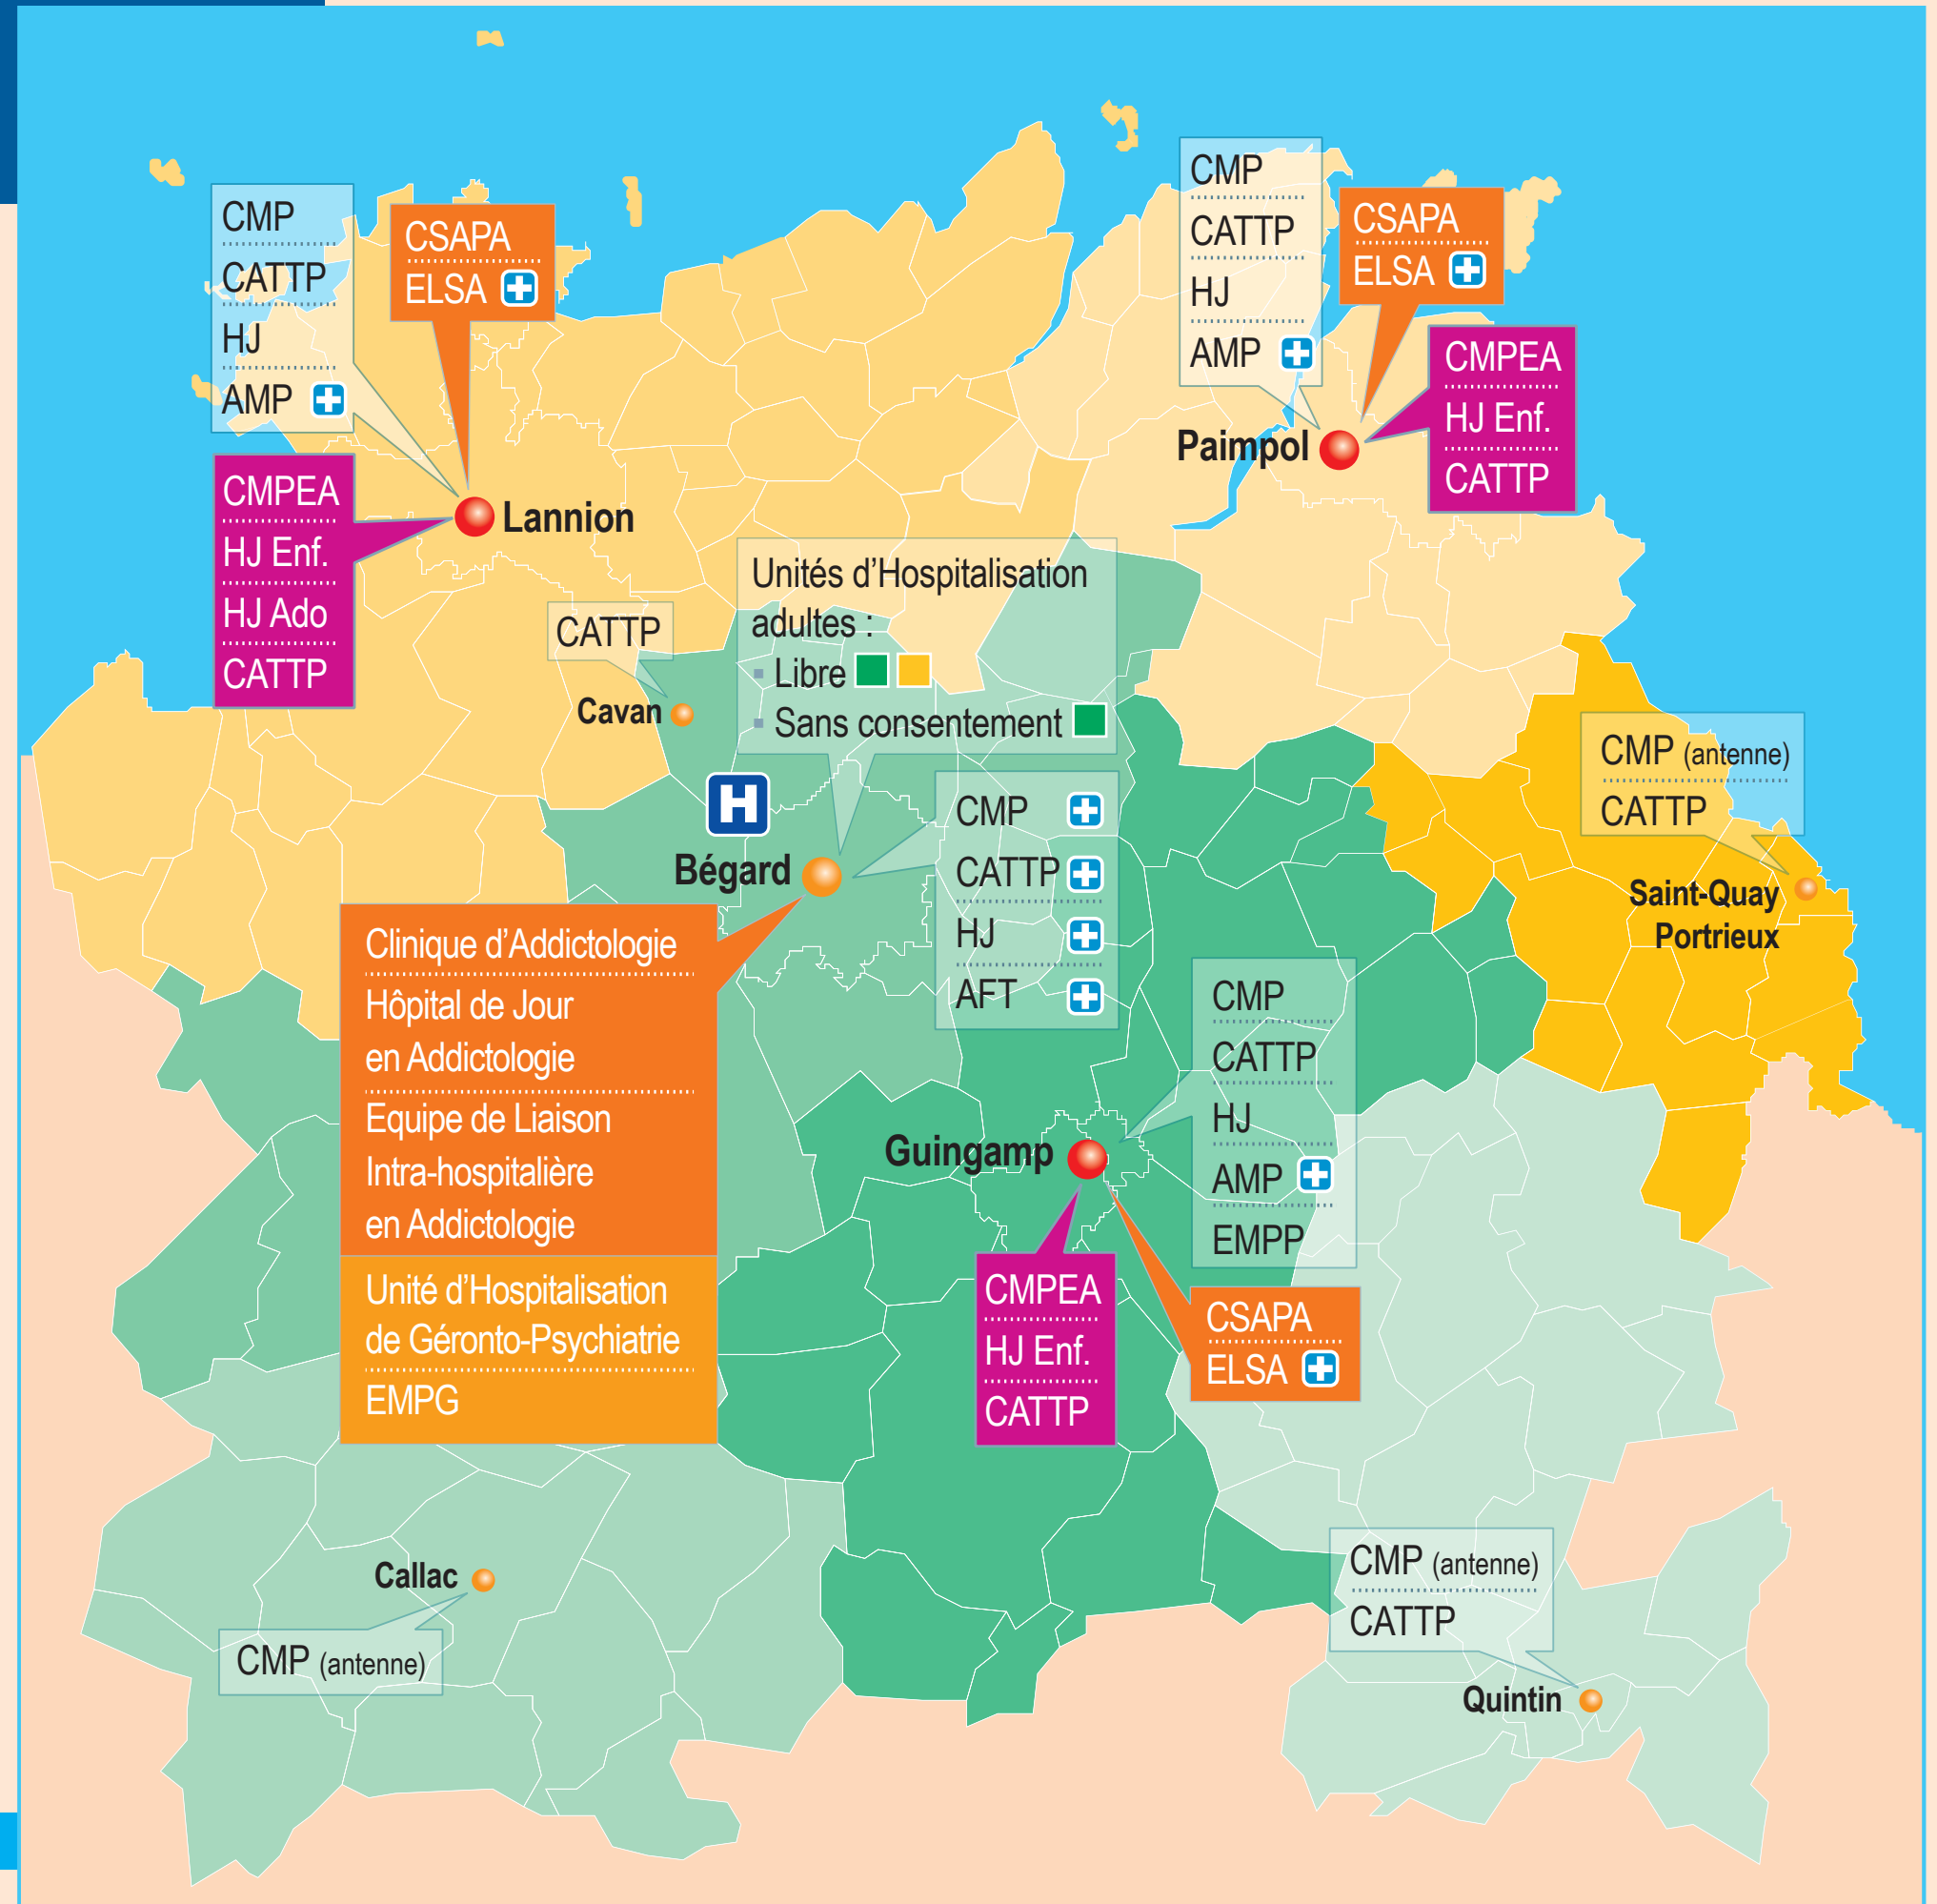 CMP
CATTP
HJ
AMP
CSAPA
ELSA
CMPEA
HJ Enf.
HJ Ado
CATTP
Lannion
CMP
CATTP
HJ
AMP
CSAPA
ELSA
CMPEA
HJ Enf.
CATTP
Paimpol
CATTP
Cavan
Unités d’Hospitalisation
adultes :
▪ Libre
▪ Sans consentement
H
Bégard
CMP
CATTP
HJ
AFT
CMP (antenne)
CATTP
Saint-Quay
Portrieux
Clinique d’Addictologie
Hôpital de Jour
en Addictologie
Equipe de Liaison
Intra-hospitalière
en Addictologie
Unité d’Hospitalisation
de Géronto-Psychiatrie
EMPG
CMP
CATTP
HJ
AMP
EMPP
Guingamp
CMPEA
HJ Enf.
CATTP
CSAPA
ELSA
Callac
CMP (antenne)
CMP (antenne)
CATTP
Quintin